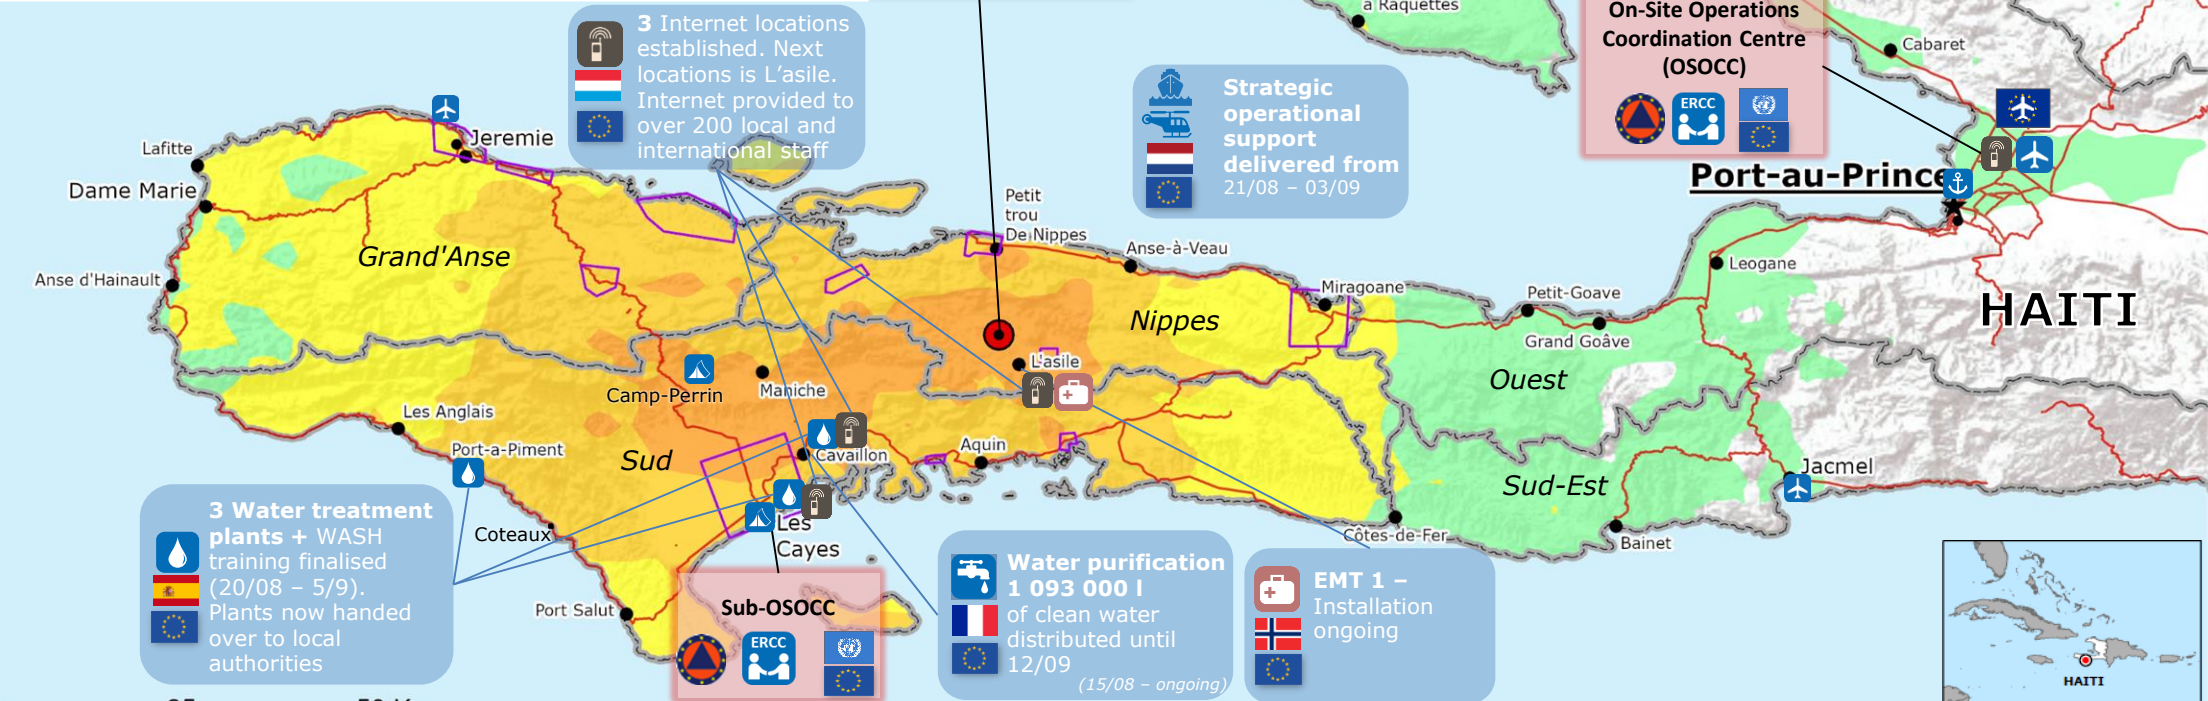 3 Internet locations
established. Next
locations is L’asile.
Internet provided to
over 200 local and
international staff
à Raquettes
On-Site Operations
Coordination Centre
(OSOCC)
ERCC
Cabaret
Strategic
operational
support
delivered from
21/08 – 03/09
Jeremie
Lafitte
Dame Marie
Port-au-Prince
Petit
trou
De Nippes
Anse-à-Veau
Grand'Anse
Anse d'Hainault
Leogane
Miragoane
Petit-Goave
HAITI
Nippes
Grand Goâve
L'asile
Ouest
Maniche
Camp-Perrin
Les Anglais
Port-a-Piment
Sud
Cavaillon
Aquin
Jacmel
Sud-Est
3 Water treatment
plants + WASH
training finalised
(20/08 – 5/9).
Plants now handed
over to local
authorities
Coteaux
Les
Cayes
Côtes-de-Fer
Bainet
Port Salut
Sub-OSOCC
ERCC
Water purification
1 093 000 l
of clean water
distributed until
12/09
(15/08 – ongoing)
EMT 1 –
Installation
ongoing
HAITI